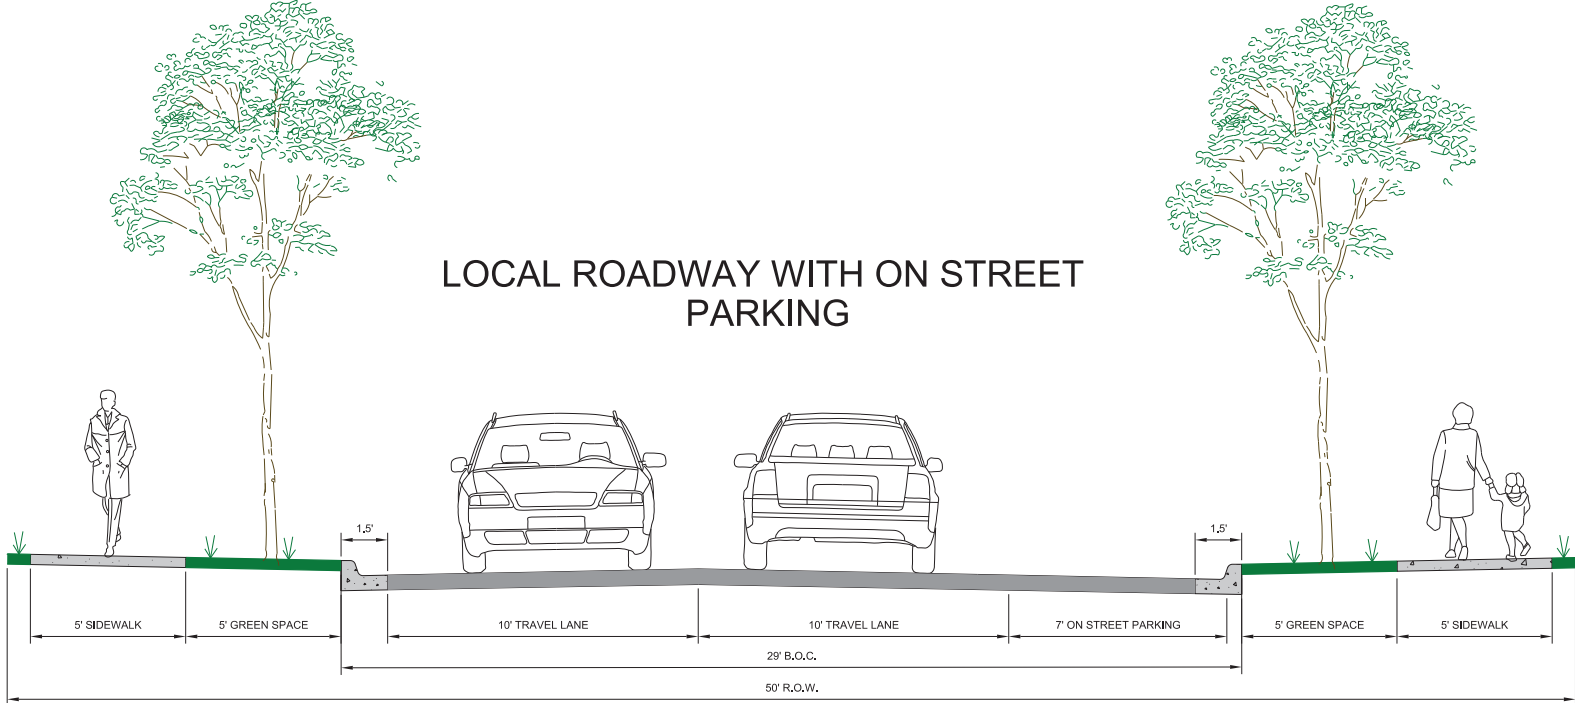 LOCAL ROADWAY WITH ON STREET
PARKING
1.5'
1.5'
5' SIDEWALK
5' GREEN SPACE
10' TRAVEL LANE
10' TRAVEL LANE
7' ON STREET PARKING
5' GREEN SPACE
5' SIDEWALK
29' B.O.C.
50' R.O.W.